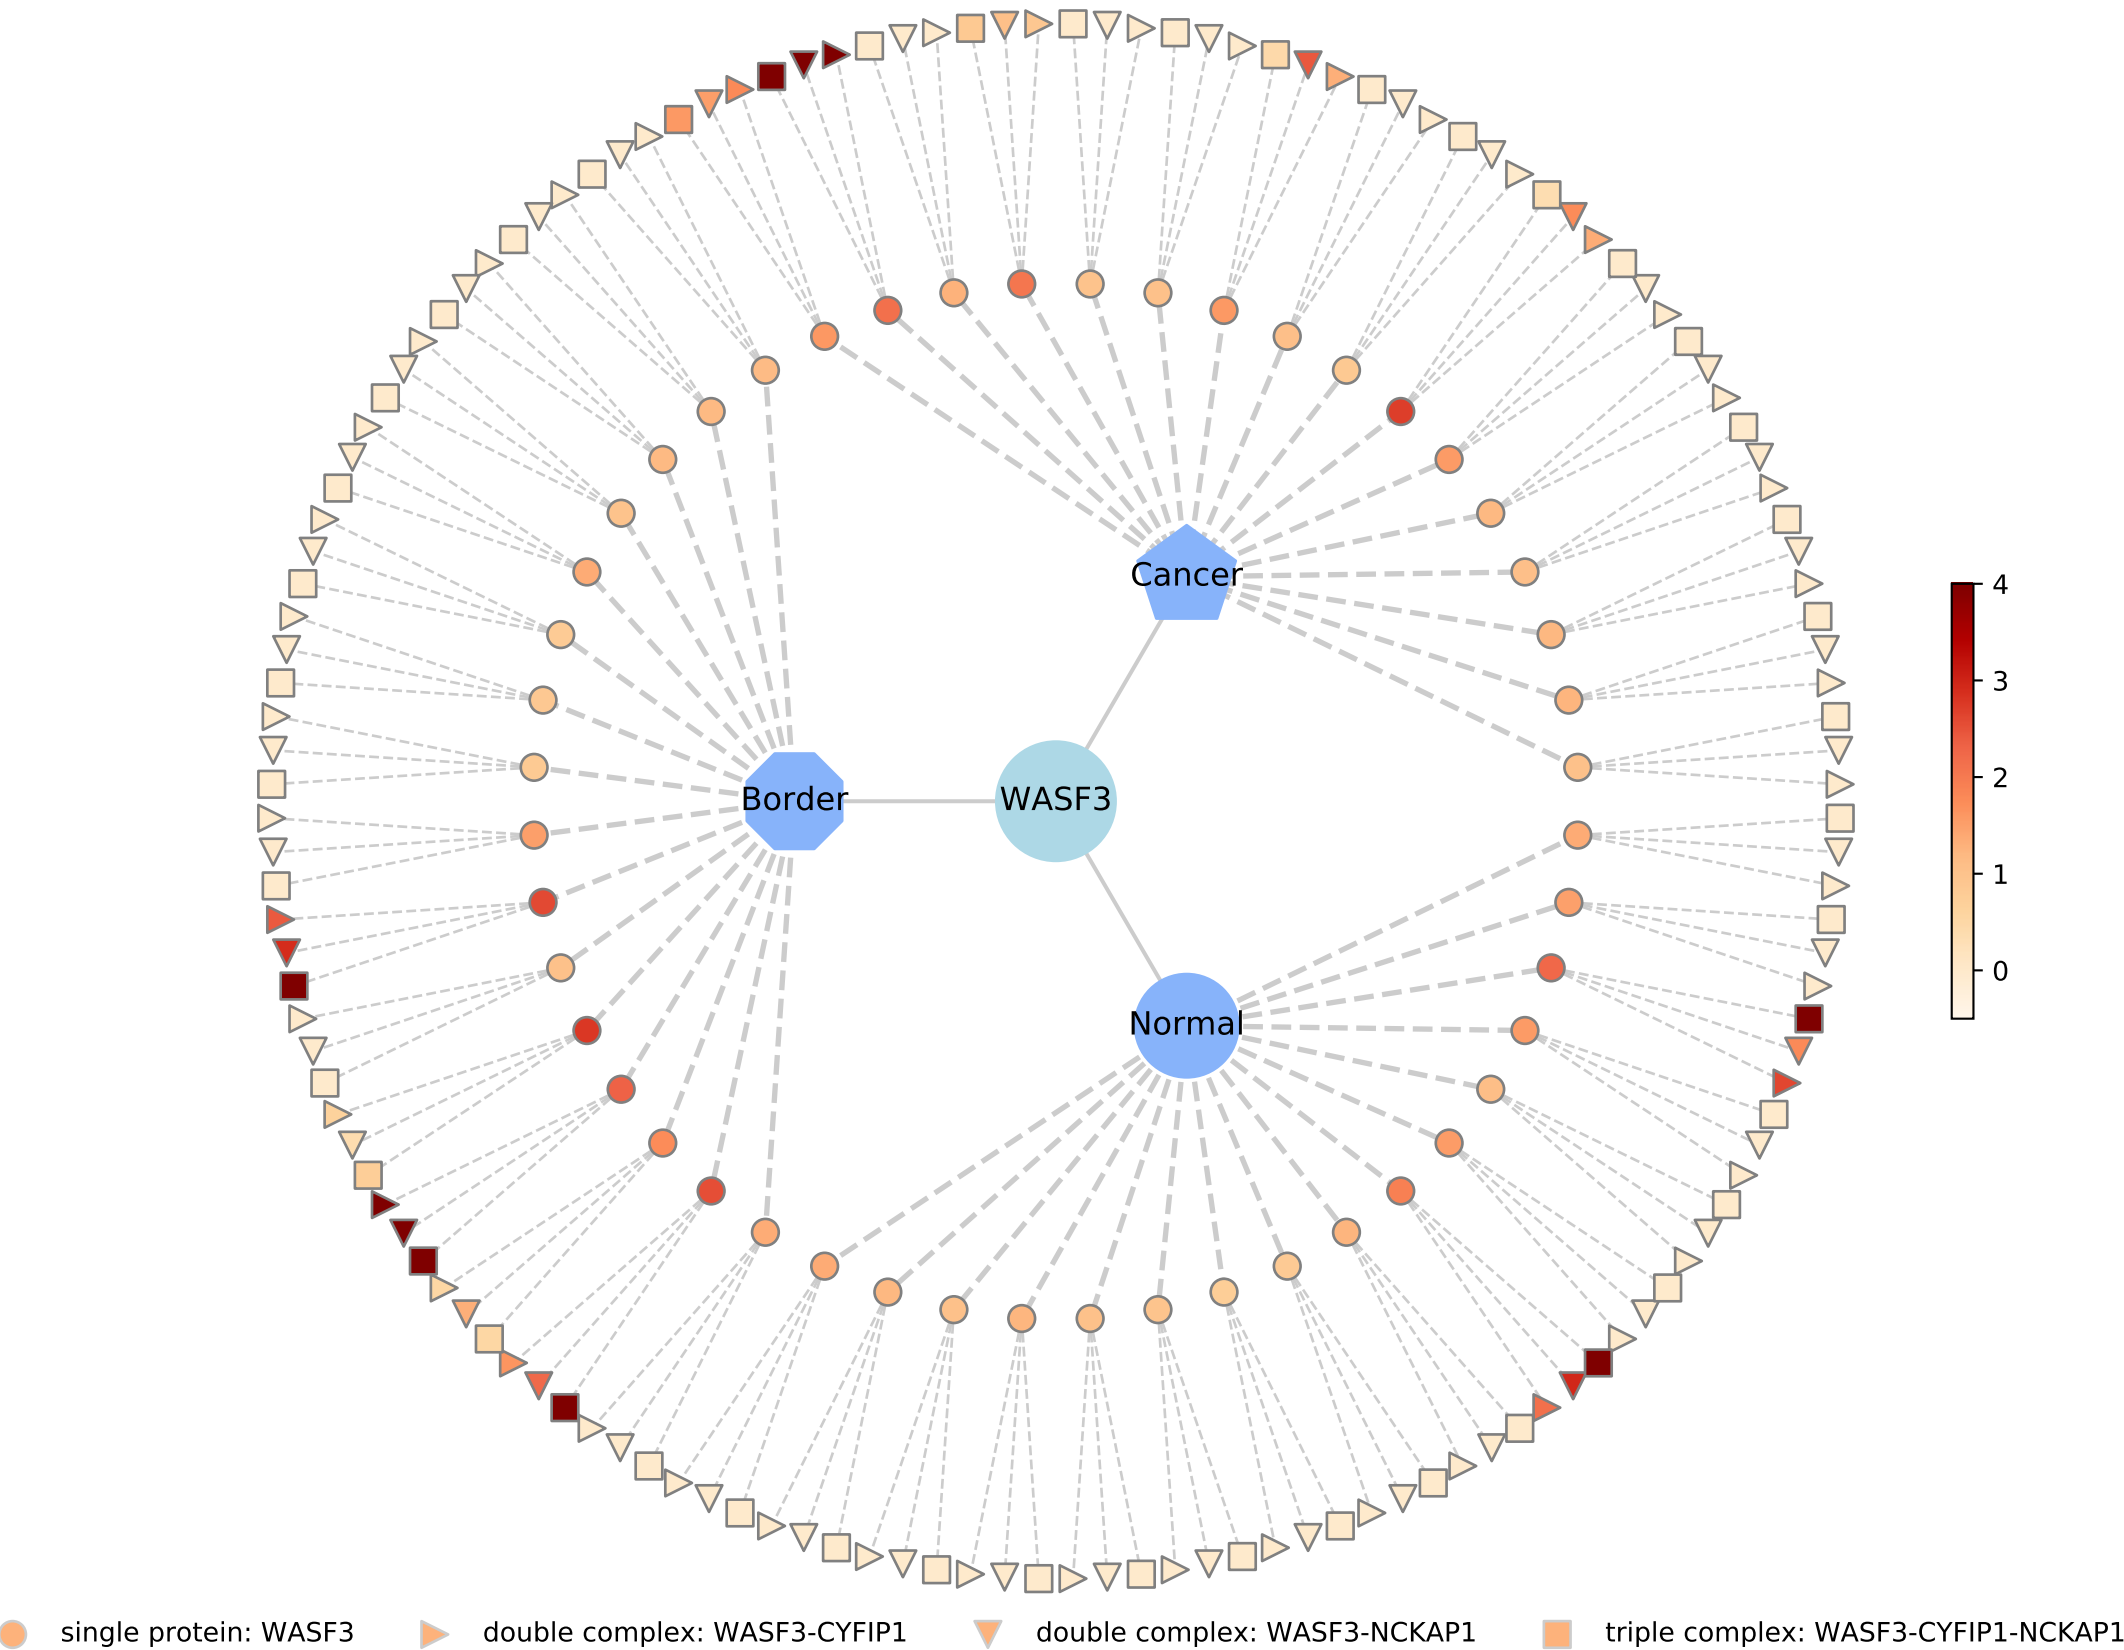 Cancer
4
3
Border
WASF3
2
1
0
Normal
single protein: WASF3
double complex: WASF3-CYFIP1
double complex: WASF3-NCKAP1
triple complex: WASF3-CYFIP1-NCKAP1